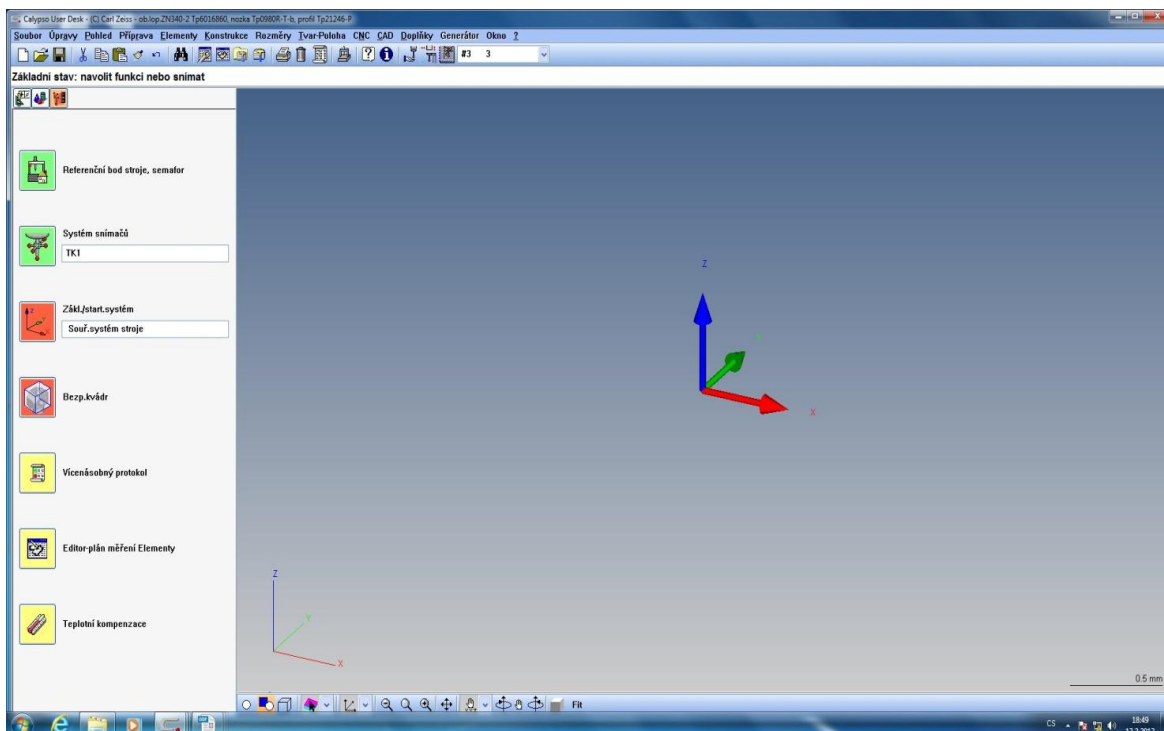 Calypso User Desk - (C) Carl Zeiss - ob.lop.ZN340-2 Tp6016860, nozka Tp0980R-T-b, profil Tp21246-P
Soubor Úpravy Pohled Příprava Elementy Konstrukce Rozměry Tvar-Poloha CNC CAD Doplňky Generátor Okno ?
#3 3
Základní stav: navolit funkci nebo snímat
Referenční bod stroje, semafor
Systém snímačů
TK1
Zákl./start.systém
Souř.systém stroje
Bezp.kvádr
Vícenásobný protokol
Editor-plán měření Elementy
Teplotní kompenzace
Z
X
Z
Y
X
0.5 mm
Fit
CS
18:49